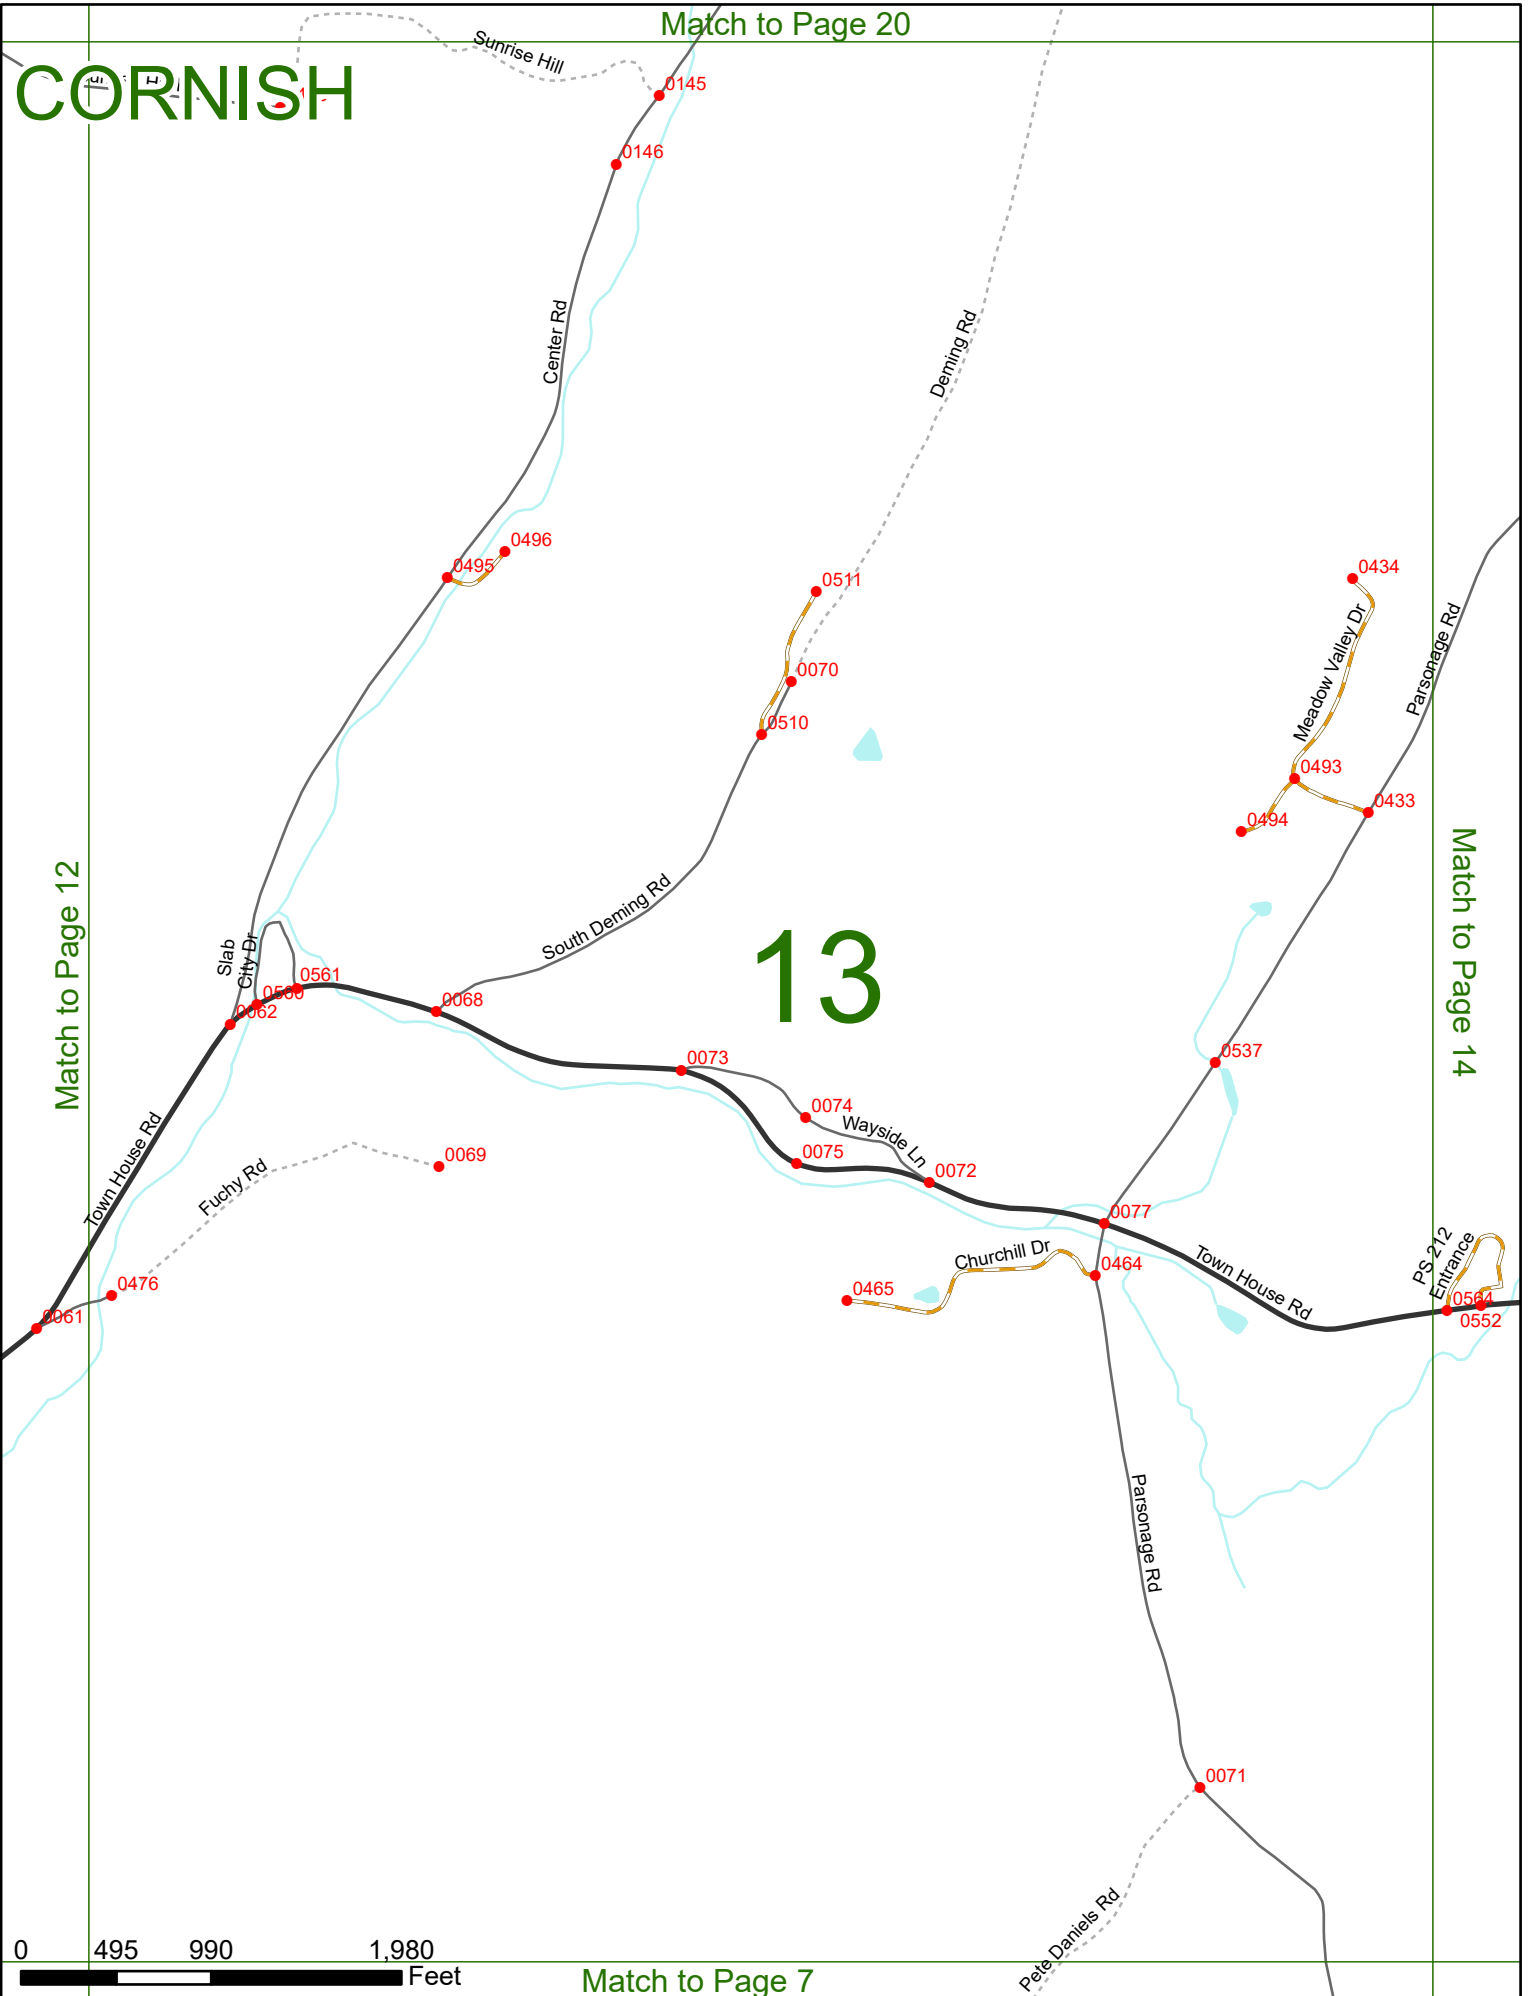 Match to Page 20
CORNISH
Sunrise Hill
0145
0146
Center Rd
Deming Rd
0496
0495
0511
0434
0070
Meadow Valley Dr
Parsonage Rd
0510
0493
0433
0494
Match to Page 12
Match to Page 14
South Deming Rd
13
Slab
City Dr
0561
0560
0062
0068
0073
0537
0074
Wayside Ln
0075
0072
0069
Town House Rd
Fuchy Rd
0077
Churchill Dr
0464
0465
Town House Rd
PS 212
Entrance
0564
0552
0476
0061
Parsonage Rd
0071
Pete Daniels Rd
0 495 990 1,980
Feet
Match to Page 7